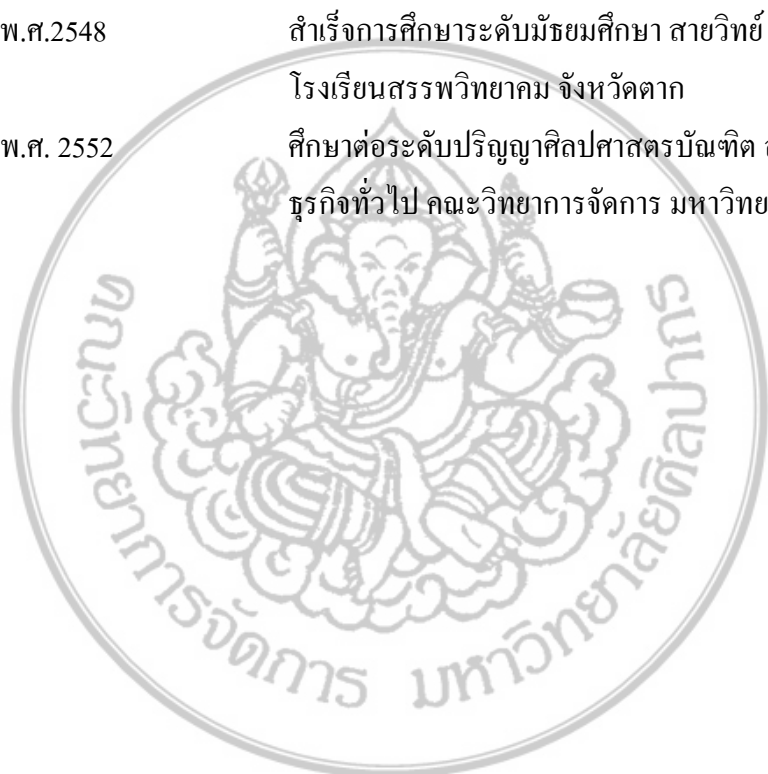 พ.ศ.2548 สำเร็จการศึกษาระดับมัธยมศึกษา สายวิทย์
โรงเรียนสรรพวิทยาคม จังหวัดตาก
พ.ศ. 2552 ศึกษาต่อระดับปริญญาศิลปศาสตรบัณฑิต
ธุรกิจทั่วไป คณะวิทยาการจัดการ มหาวิทย
คณะวิทยาการจัดการ มหาวิทยาลัยศิลปากร